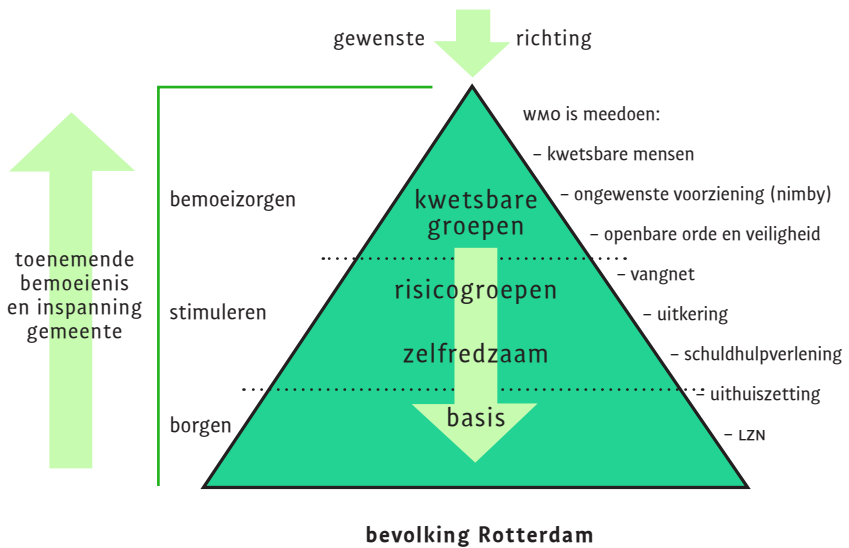 gewenste richting
WMO is meedoen:
– kwetsbare mensen
– ongewenste voorziening (nimby)
– openbare orde en veiligheid
– vangnet
– uitkering
– schuldhulpverlening
– uithuiszetting
– LZN
bemoeizorgen
stimuleren
borgen
toenemende
bemoeienis
en inspanning
gemeente
kwetsbare
groepen
risicogroepen
zelfredzaam
basis
bevolking Rotterdam